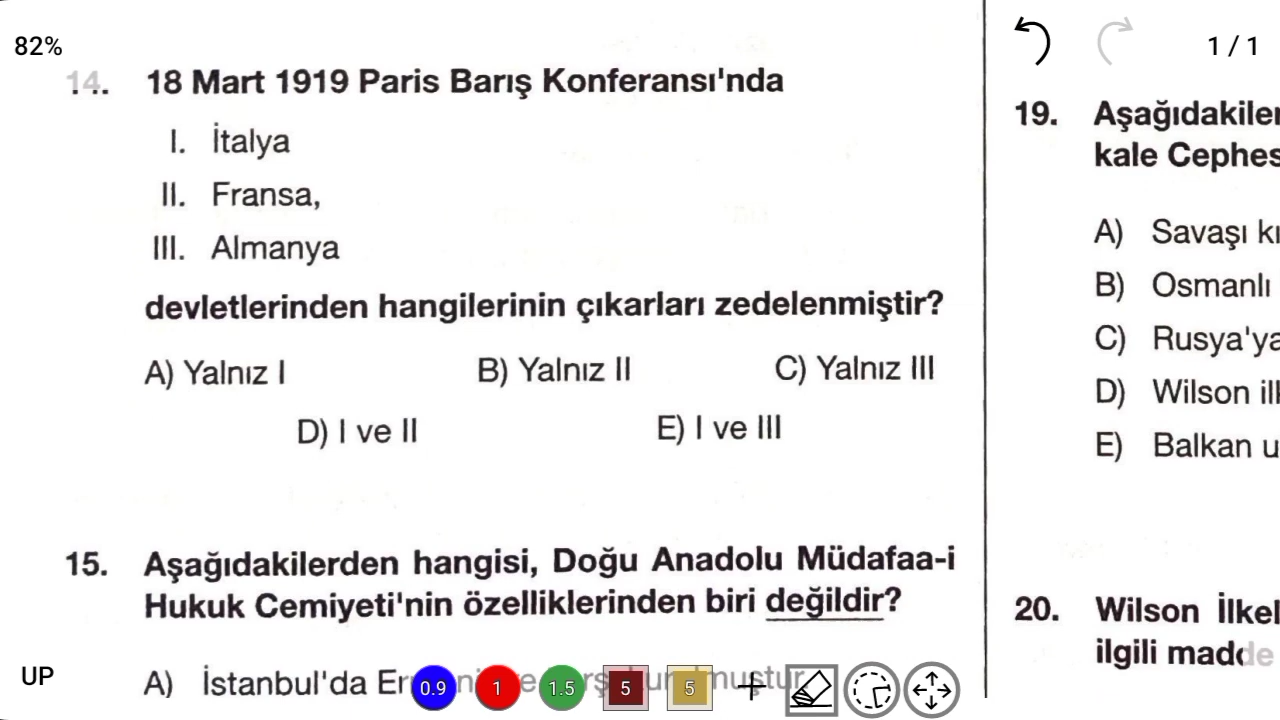 82%
1 / 1
14. 18 Mart 1919 Paris Barış Konferansı'nda
I. İtalya
II. Fransa,
III. Almanya
devletlerinden hangilerinin çıkarları zedelenmiştir?
A) Yalnız I B) Yalnız II C) Yalnız III
D) I ve II E) I ve III
15. Aşağıdakilerden hangisi, Doğu Anadolu Müdafaa-i
Hukuk Cemiyeti'nin özelliklerinden biri değildir?
A) İstanbul'da
UP
0.9 1 1.5 5 5
19. Aşağıdakiler
kale Cephes
A) Savaşı kı
B) Osmanlı
C) Rusya'ya
D) Wilson ilk
E) Balkan u
20. Wilson İlkel
ilgili madde